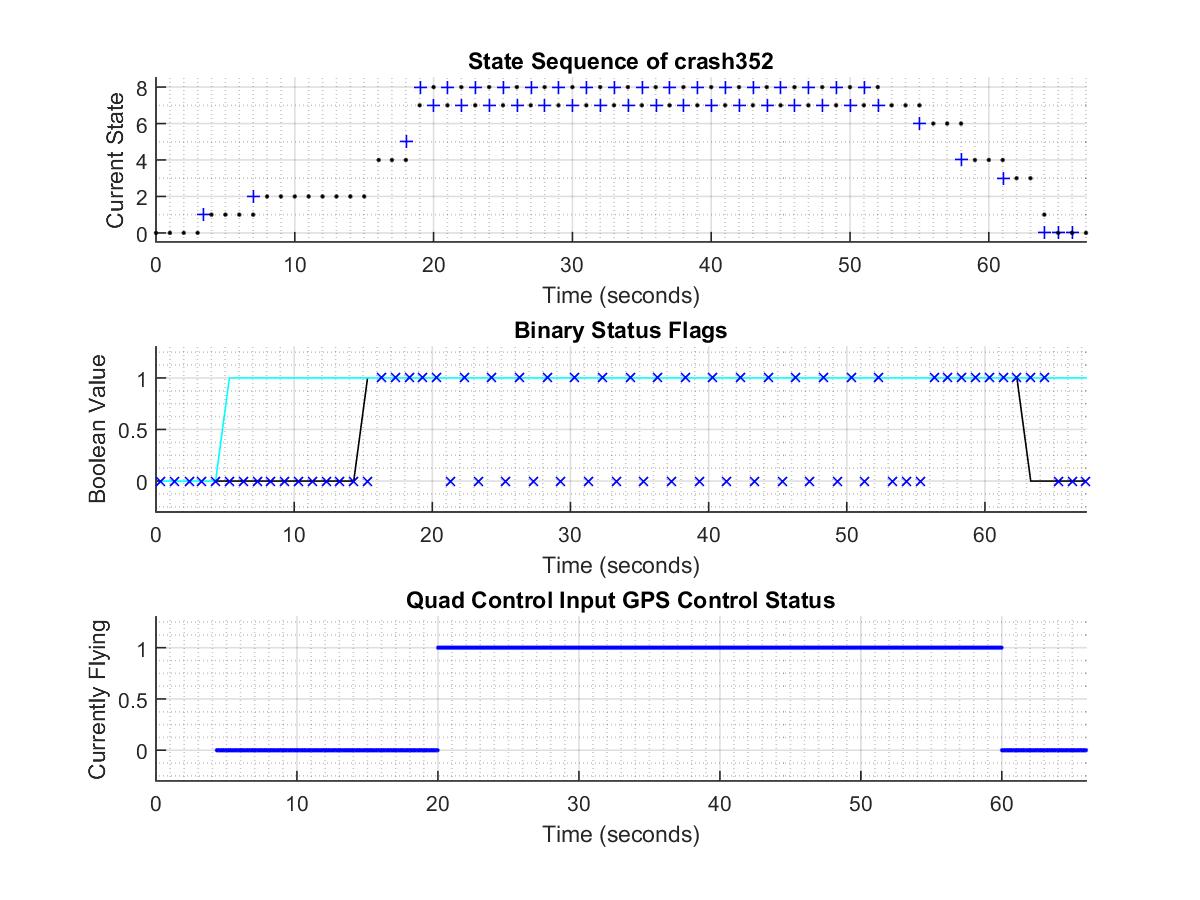 State Sequence of crash352
Current State
8
6
4
2
0
0 10 20 30 40 50 60
Time (seconds)
Binary Status Flags
Boolean Value
1
0.5
0
0 10 20 30 40 50 60
Time (seconds)
Quad Control Input GPS Control Status
Currently Flying
1
0.5
0
0 10 20 30 40 50 60
Time (seconds)